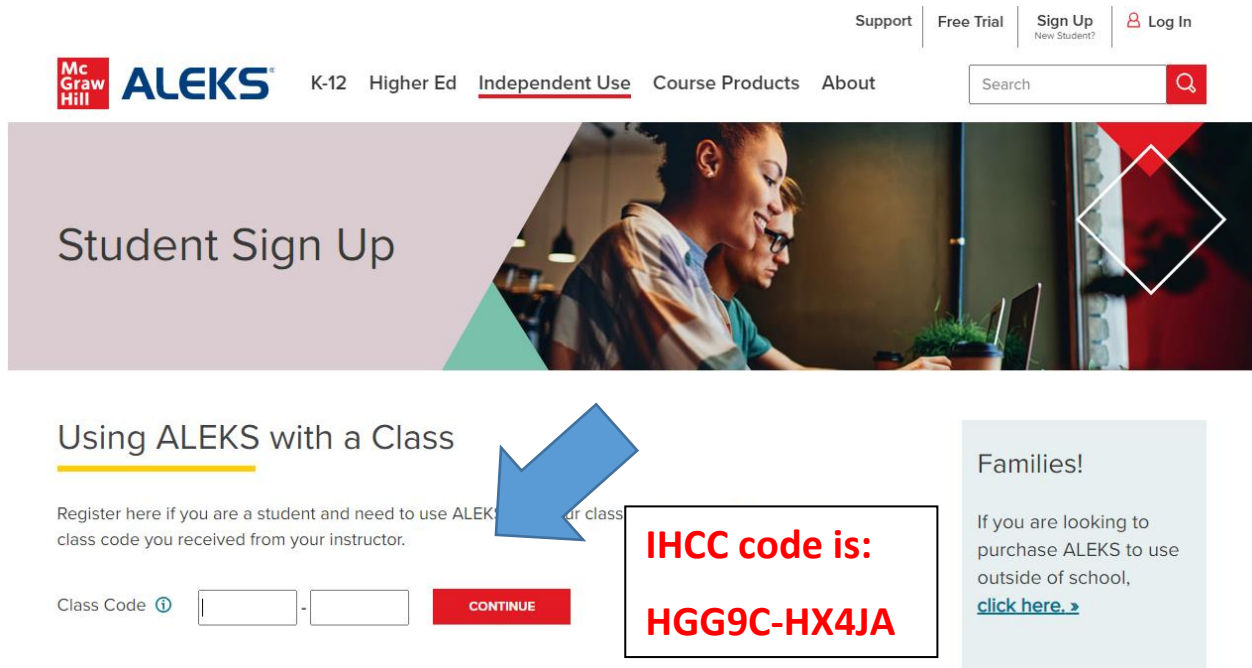 Support
Free Trial
Sign Up
New Student?
Log In
Mc
Graw
Hill
ALEKS®
K-12
Higher Ed
Independent Use
Course Products
About
Search
Student Sign Up
Using ALEKS with a Class
Register here if you are a student and need to use ALEKS ur class
class code you received from your instructor.
Class Code
-
CONTINUE
IHCC code is:
HGG9C-HX4JA
Families!
If you are looking to
purchase ALEKS to use
outside of school,
click here. »